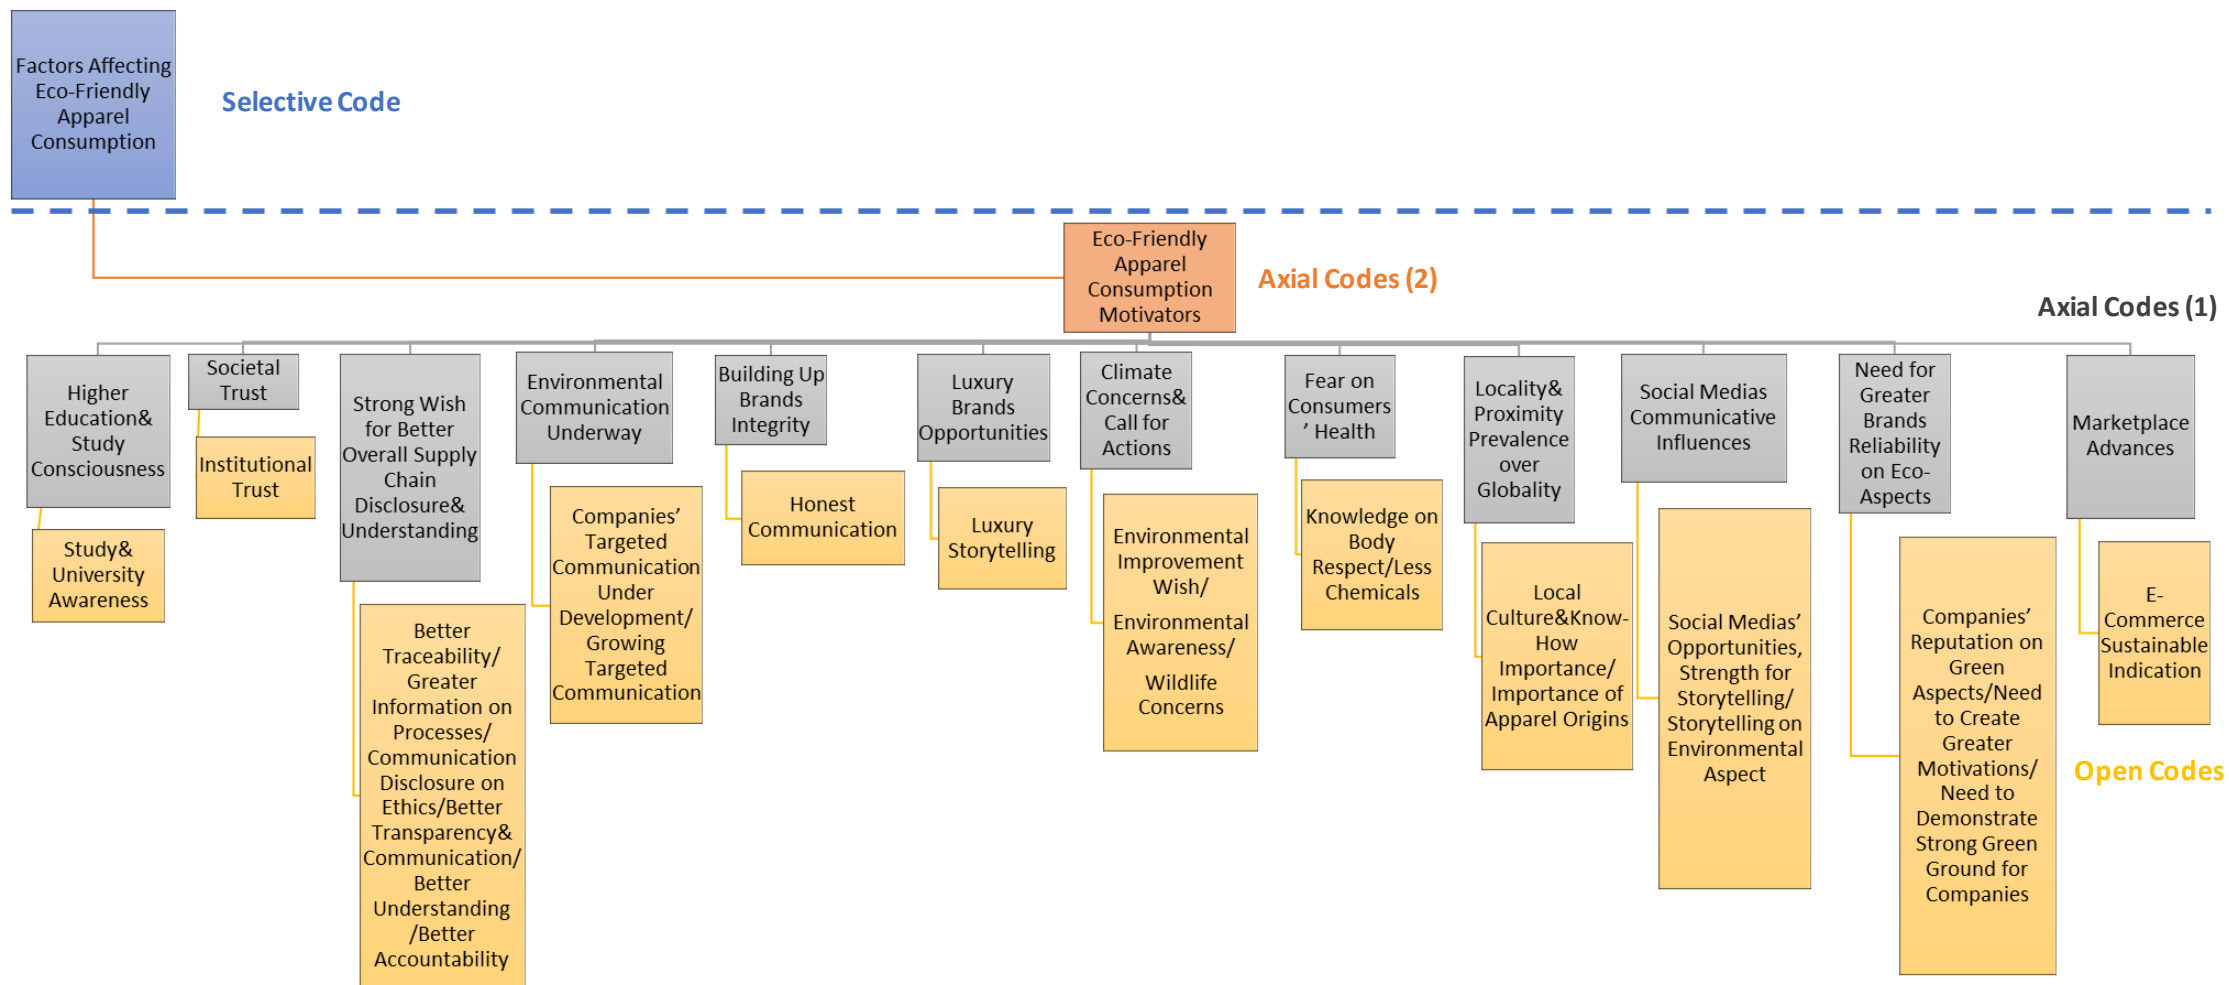 Factors Affecting
Eco-Friendly
Apparel
Consumption
Selective Code
Eco-Friendly
Apparel
Consumption
Motivators
Axial Codes (2)
Axial Codes (1)
Higher
Education&
Study
Consciousness
Societal
Trust
Strong Wish
for Better
Overall Supply
Chain
Disclosure&
Understanding
Environmental
Communication
Underway
Building Up
Brands
Integrity
Luxury
Brands
Opportunities
Climate
Concerns&
Call for
Actions
Fear on
Consumers
’ Health
Locality&
Proximity
Prevalence
over
Globality
Social Medias
Communicative
Influences
Need for
Greater
Brands
Reliability
on Eco-
Aspects
Marketplace
Advances
Study&
University
Awareness
Institutional
Trust
Better
Traceability/
Greater
Information on
Processes/
Communication
Disclosure on
Ethics/Better
Transparency&
Communication/
Better
Understanding
/Better
Accountability
Companies’
Targeted
Communication
Under
Development/
Growing
Targeted
Communication
Honest
Communication
Luxury
Storytelling
Environmental
Improvement
Wish/
Environmental
Awareness/
Wildlife
Concerns
Knowledge on
Body
Respect/Less
Chemicals
Local
Culture&Know-
How
Importance/
Importance of
Apparel Origins
Social Medias’
Opportunities,
Strength for
Storytelling/
Storytelling on
Environmental
Aspect
Companies’
Reputation on
Green
Aspects/Need
to Create
Greater
Motivations/
Need to
Demonstrate
Strong Green
Ground for
Companies
E-
Commerce
Sustainable
Indication
Open Codes